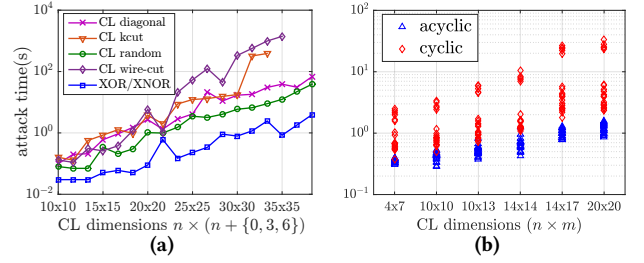 10^4
10^2
10^0
10^-2
attack time(s)
CL diagonal
CL kcut
CL random
CL wire-cut
XOR/XNOR
10x10 15x15 20x20 25x25 30x30 35x35
CL dimensions n × (n + {0, 3, 6})
(a)
10^2
10^1
10^0
10^-1
acyclic
cyclic
4x7 10x10 10x13 14x14 14x17 20x20
CL dimensions (n × m)
(b)